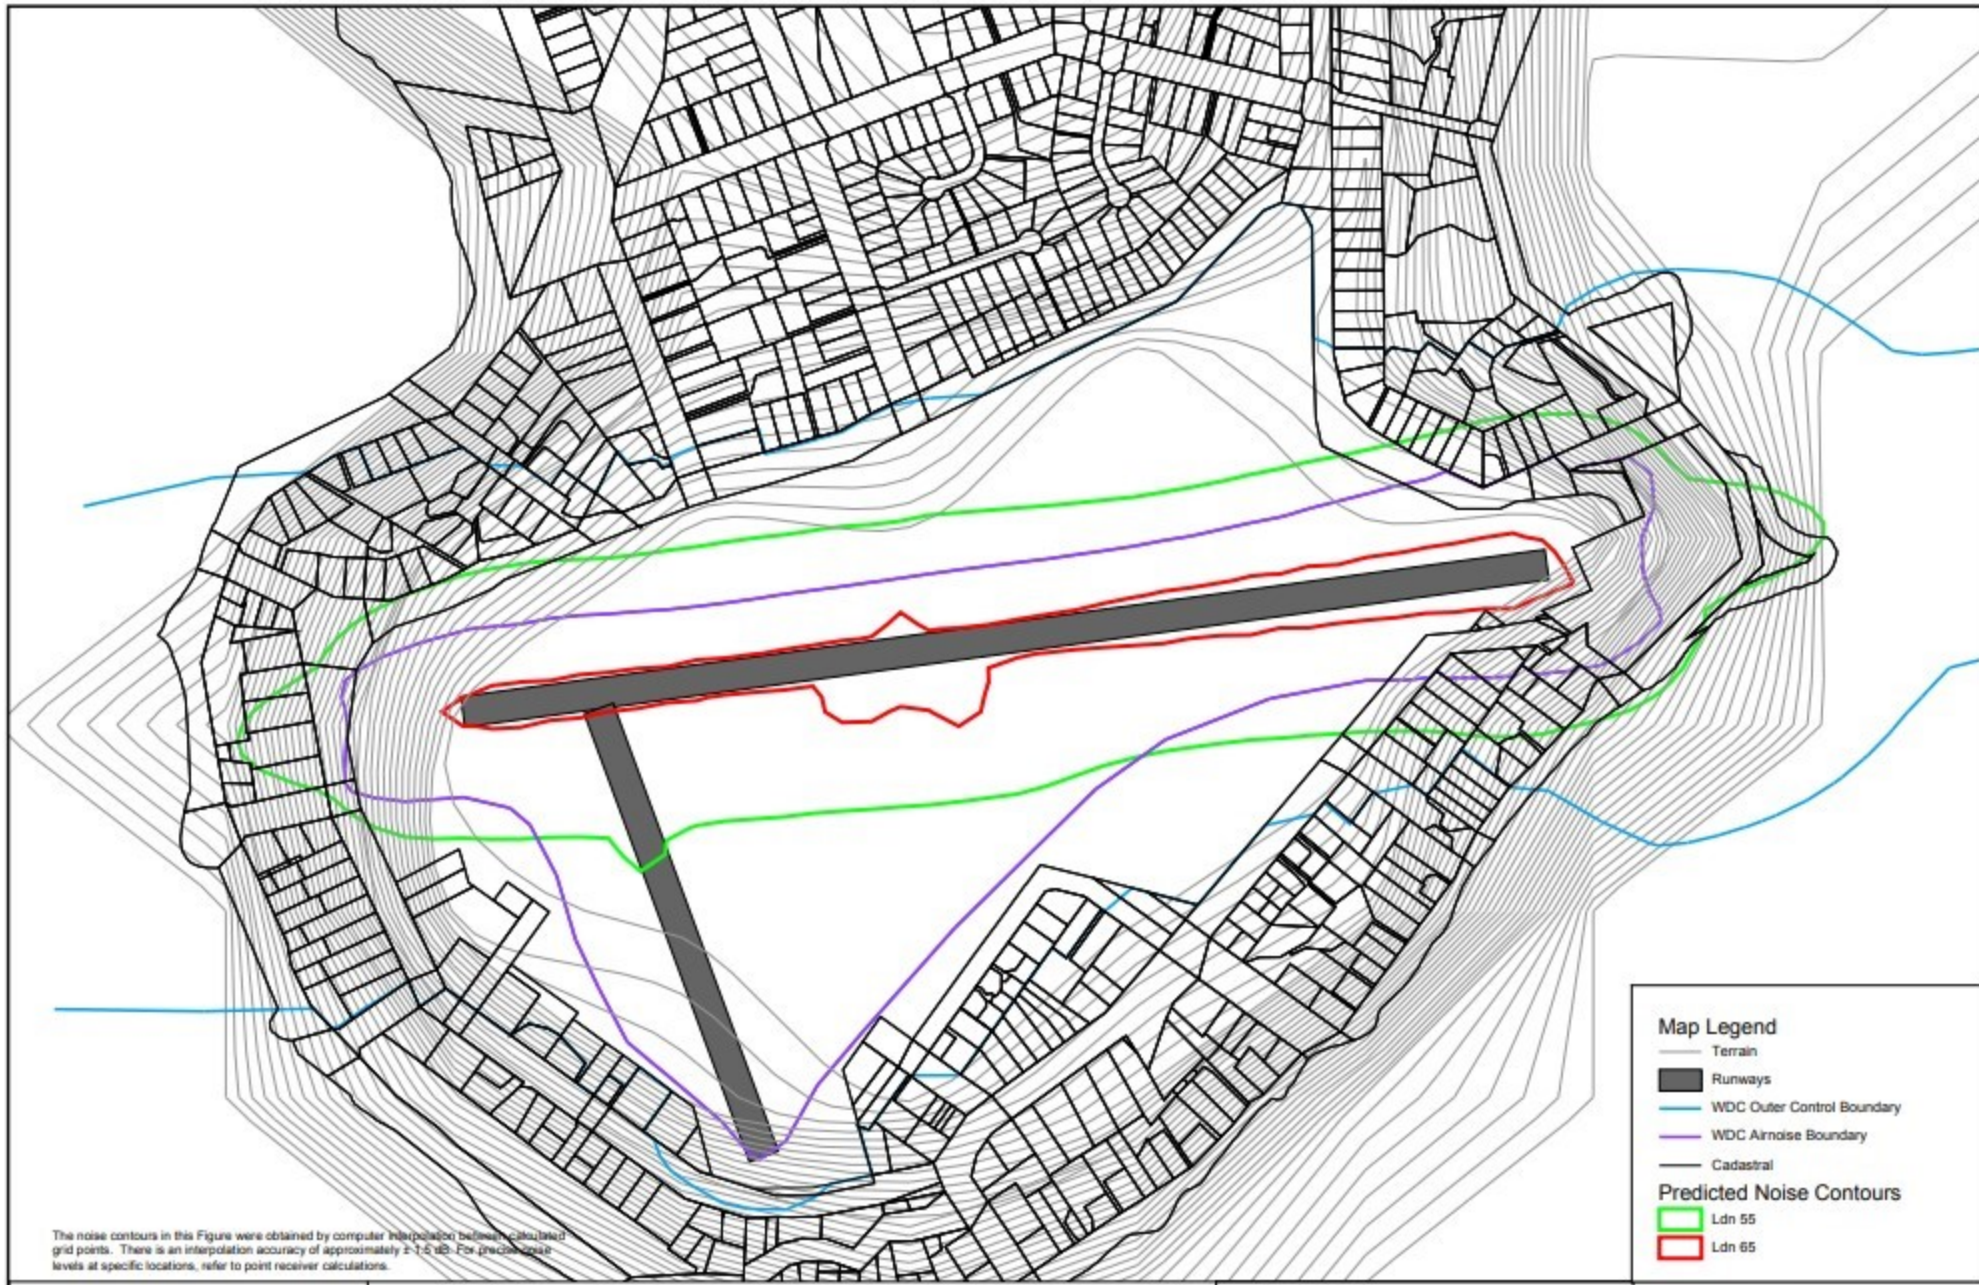 Map Legend
Terrain
Runways
WDC Outer Control Boundary
WDC Airnoise Boundary
Cadastral
Predicted Noise Contours
Ldn 55
Ldn 65
The noise contours in this Figure were obtained by computer interpolation between calculated
grid points. There is an interpolation accuracy of approximately ± 1.5 dB. For precise noise
levels at specific locations, refer to point receiver calculations.